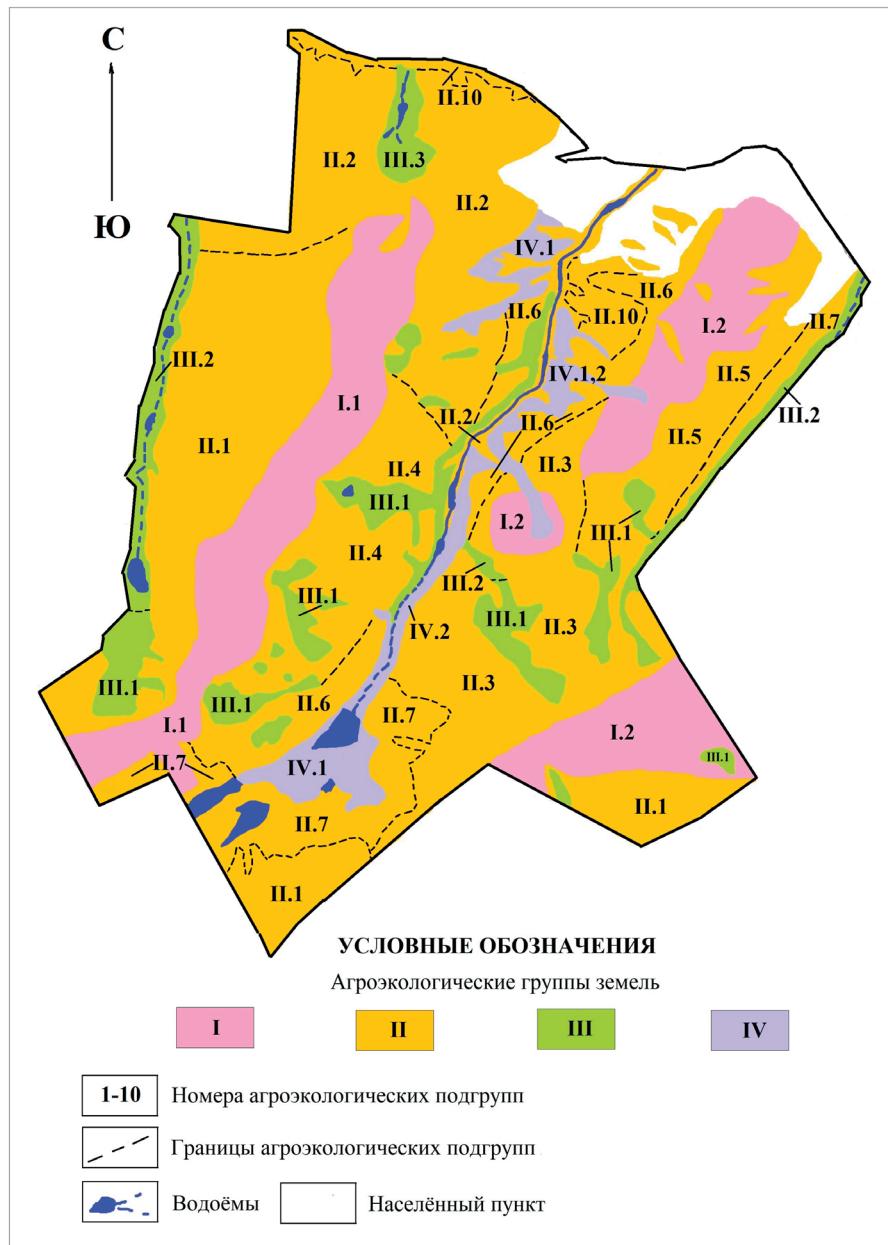 С
Ю
II.10
II.2
III.3
II.2
IV.1
II.6
II.6
II.10
I.2
II.7
III.2
IV.1,2
II.5
III.2
I.1
II.1
II.2
II.6
II.5
II.4
II.3
III.1
I.2
III.1
II.4
III.2
III.1
III.1
II.3
IV.2
III.1
II.3
III.1
II.6
II.7
I.1
I.2
II.7
IV.1
III.1
II.7
II.1
II.1
УСЛОВНЫЕ ОБОЗНАЧЕНИЯ
Агроэкологические группы земель
I II III IV
1-10 Номера агроэкологических подгрупп
Границы агроэкологических подгрупп
Водоёмы Населённый пункт